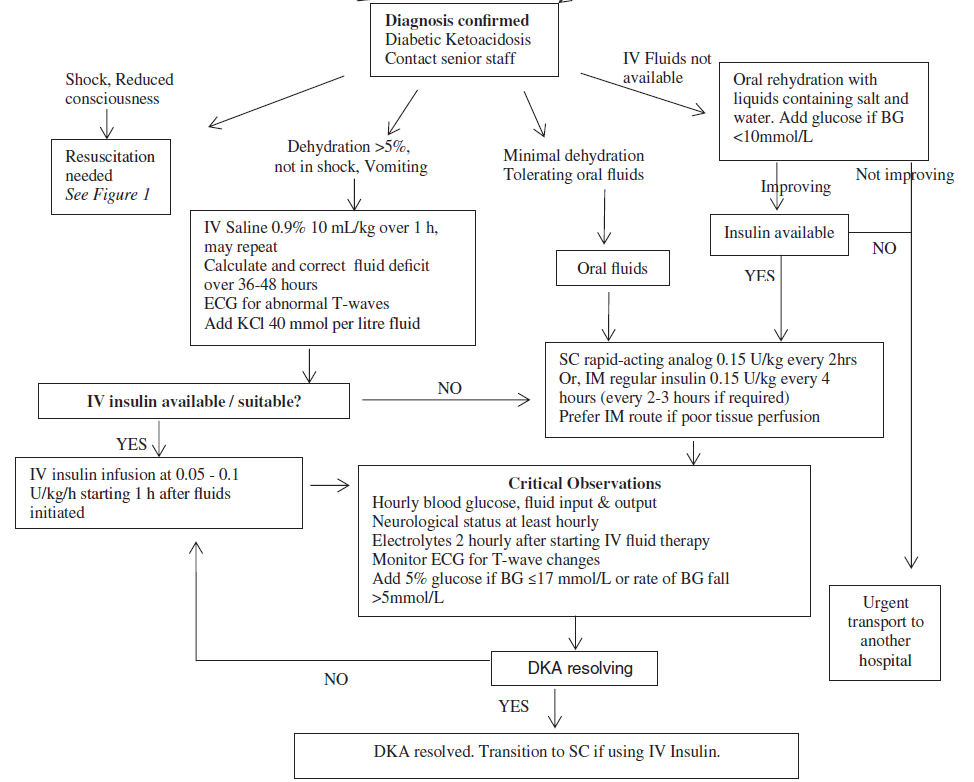 Diagnosis confirmed
Diabetic Ketoacidosis
Contact senior staff
Shock, Reduced
consciousness
IV Fluids not
available
Oral rehydration with
liquids containing salt and
water. Add glucose if BG
<10mmol/L
Resuscitation
needed
See Figure 1
Dehydration >5%,
not in shock, Vomiting
Minimal dehydration
Tolerating oral fluids
Improving
Not improving
IV Saline 0.9% 10 mL/kg over 1 h,
may repeat
Calculate and correct fluid deficit
over 36-48 hours
ECG for abnormal T-waves
Add KCl 40 mmol per litre fluid
Oral fluids
Insulin available
NO
YES
SC rapid-acting analog 0.15 U/kg every 2hrs
Or, IM regular insulin 0.15 U/kg every 4
hours (every 2-3 hours if required)
Prefer IM route if poor tissue perfusion
IV insulin available / suitable?
NO
YES
IV insulin infusion at 0.05 - 0.1
U/kg/h starting 1 h after fluids
initiated
Critical Observations
Hourly blood glucose, fluid input & output
Neurological status at least hourly
Electrolytes 2 hourly after starting IV fluid therapy
Monitor ECG for T-wave changes
Add 5% glucose if BG ≤17 mmol/L or rate of BG fall
>5mmol/L
Urgent
transport to
another
hospital
DKA resolving
NO
YES
DKA resolved. Transition to SC if using IV Insulin.